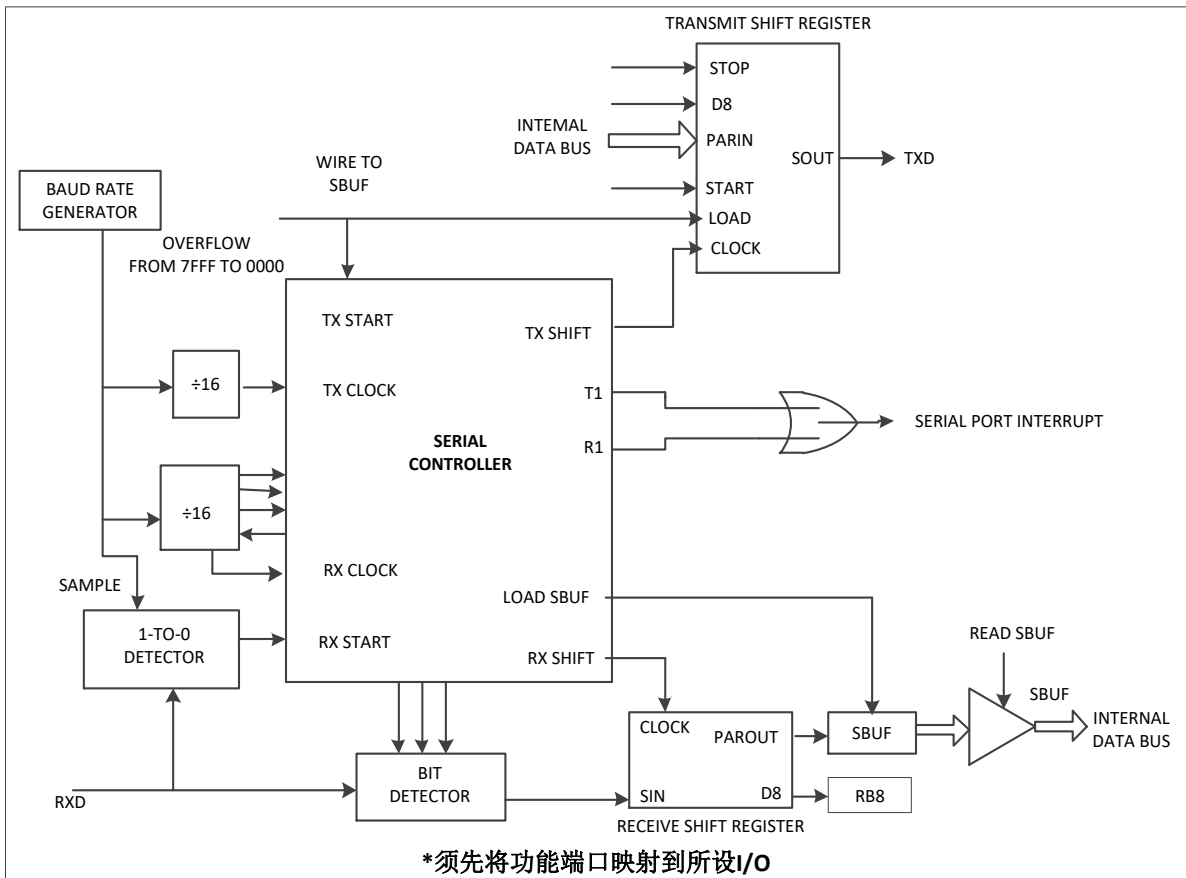 TRANSMIT SHIFT REGISTER
STOP
D8
INTEMAL
DATA BUS
PARIN
SOUT
TXD
START
LOAD
CLOCK
WIRE TO
SBUF
BAUD RATE
GENERATOR
OVERFLOW
FROM 7FFF TO 0000
TX START
TX SHIFT
÷16
TX CLOCK
T1
SERIAL PORT INTERRUPT
R1
SERIAL
CONTROLLER
÷16
RX CLOCK
SAMPLE
LOAD SBUF
1-TO-0
DETECTOR
RX START
RX SHIFT
READ SBUF
SBUF
CLOCK
PAROUT
SBUF
INTERNAL
DATA BUS
BIT
DETECTOR
RXD
SIN
D8
RB8
RECEIVE SHIFT REGISTER
*须先将功能端口映射到所设I/O